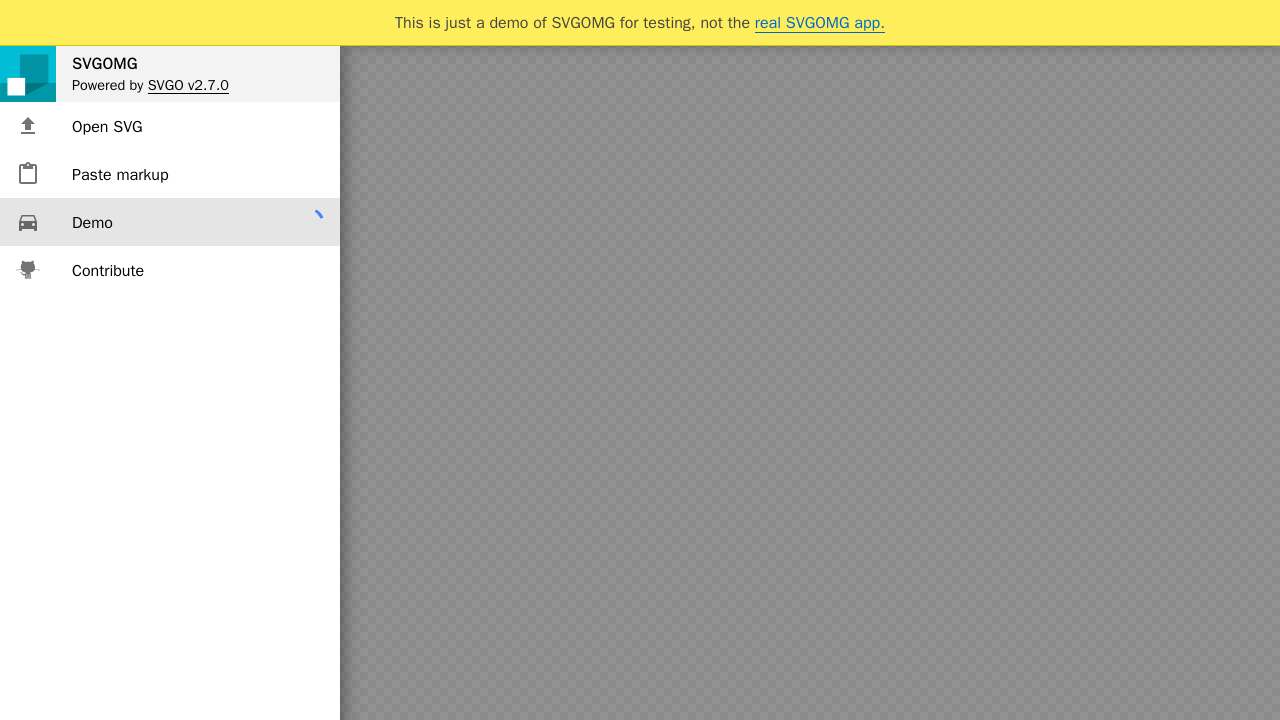 This is just a demo of SVGOMG for testing, not the real SVGOMG app.
SVGOMG
Powered by SVGO v2.7.0
Open SVG
Paste markup
Demo
Contribute